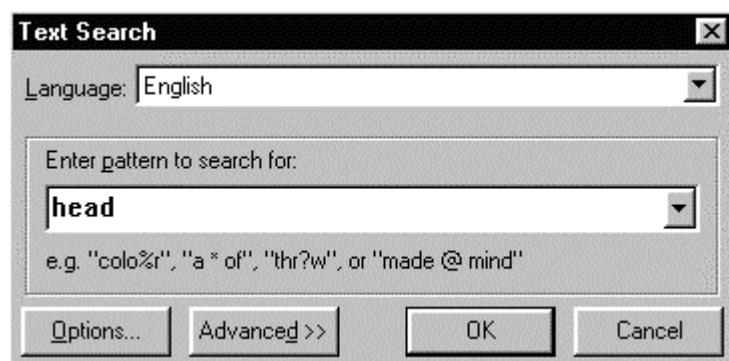 Text Search
Language: English
Enter pattern to search for:
head
e.g. "colo%r", "a * of", "thr?w", or "made @ mind"
Options... Advanced >> OK Cancel